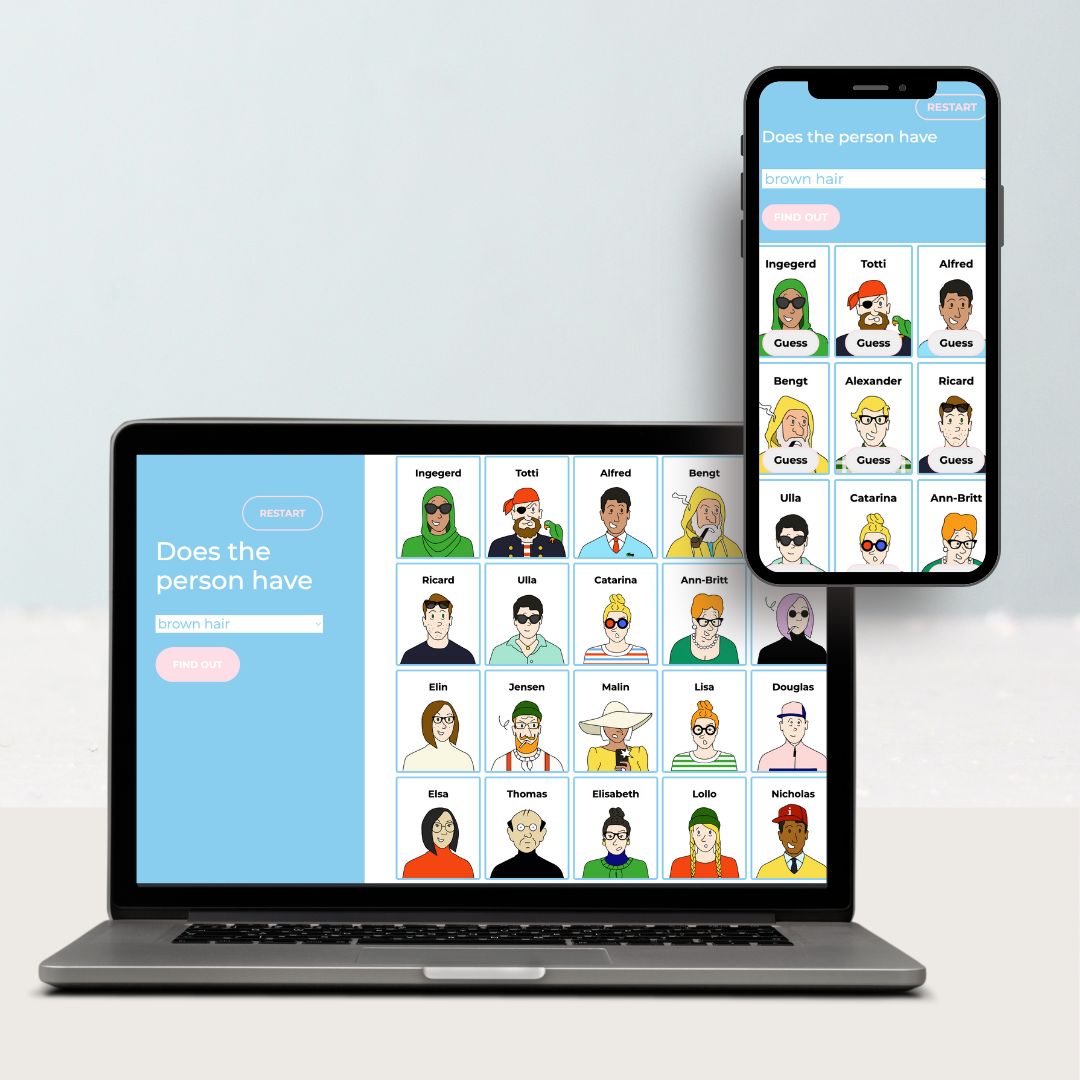 RESTART
Does the person have
brown hair
FIND OUT
Ingegerd Totti Alfred
Guess Guess Guess
Bengt Alexander Ricard
Guess Guess Guess
Ulla Catarina Ann-Britt
RESTART
Does the
person have
brown hair
FIND OUT
Ingegerd Totti Alfred Bengt
Ricard Ulla Catarina Ann-Britt
Elin Jensen Malin Lisa Douglas
Elsa Thomas Elisabeth Lollo Nicholas
i